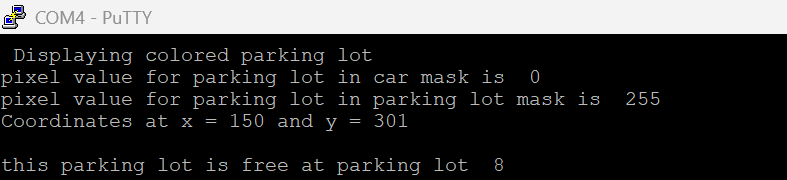 COM4 - PuTTY
Displaying colored parking lot
pixel value for parking lot in car mask is  0
pixel value for parking lot in parking lot mask is  255
Coordinates at x = 150 and y = 301
this parking lot is free at parking lot  8